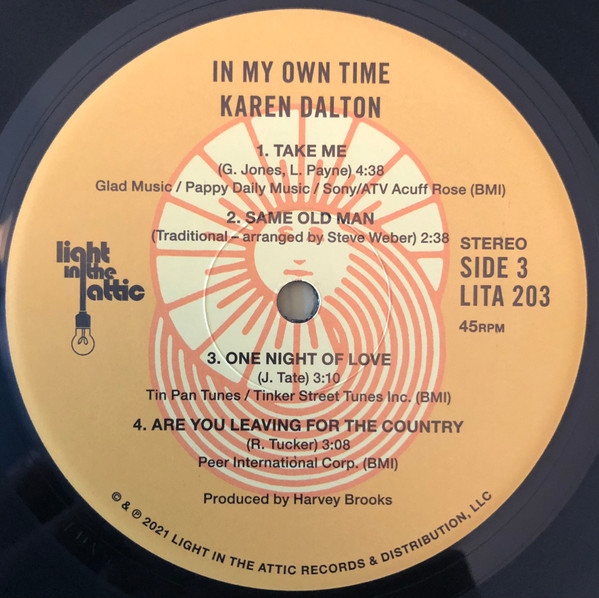 IN MY OWN TIME
KAREN DALTON
1. TAKE ME
(G. Jones, L. Payne) 4:38
Glad Music / Pappy Daily Music / Sony/ATV Acuff Rose (BMI)
2. SAME OLD MAN
(Traditional – arranged by Steve Weber) 2:38
light
in the
attic
STEREO
SIDE 3
LITA 203
45RPM
3. ONE NIGHT OF LOVE
(J. Tate) 3:10
Tin Pan Tunes / Tinker Street Tunes Inc. (BMI)
4. ARE YOU LEAVING FOR THE COUNTRY
(R. Tucker) 3:08
Peer International Corp. (BMI)
Produced by Harvey Brooks
© & ℗ 2021 LIGHT IN THE ATTIC RECORDS & DISTRIBUTION, LLC